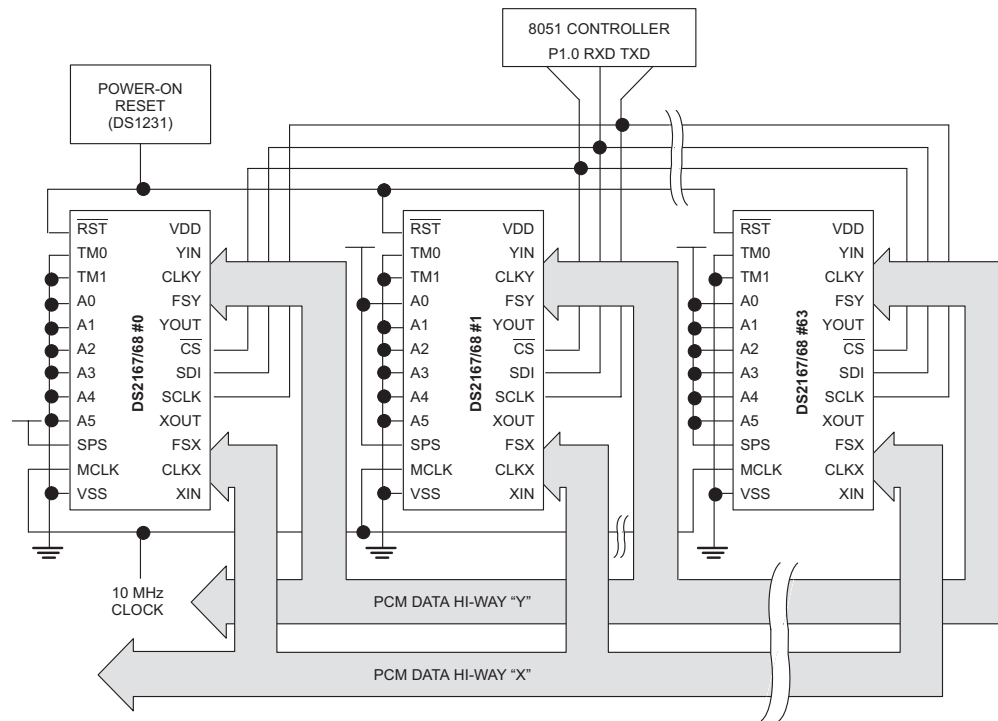 8051 CONTROLLER
P1.0 RXD TXD
POWER-ON
RESET
(DS1231)
RST
TM0
TM1
A0
A1
A2
A3
A4
A5
SPS
MCLK
VSS
DS2167/68 #0
VDD
YIN
CLKY
FSY
YOUT
CS
SDI
SCLK
XOUT
FSX
CLKX
XIN
RST
TM0
TM1
A0
A1
A2
A3
A4
A5
SPS
MCLK
VSS
DS2167/68 #1
VDD
YIN
CLKY
FSY
YOUT
CS
SDI
SCLK
XOUT
FSX
CLKX
XIN
RST
TM0
TM1
A0
A1
A2
A3
A4
A5
SPS
MCLK
VSS
DS2167/68 #63
VDD
YIN
CLKY
FSY
YOUT
CS
SDI
SCLK
XOUT
FSX
CLKX
XIN
10 MHz
CLOCK
PCM DATA HI-WAY “Y”
PCM DATA HI-WAY “X”